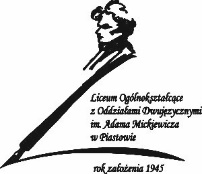 Liceum Ogólnokształcące
z Oddziałami Dwujęzycznymi
im. Adama Mickiewicza
w Piastowie
rok założenia 1945